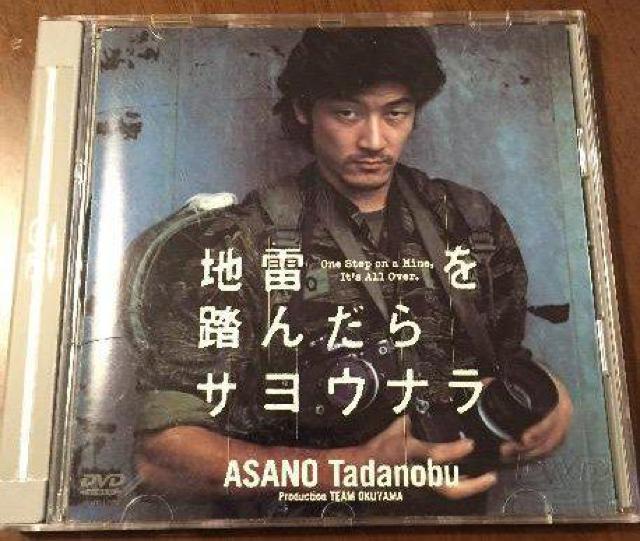 地雷 One Step on a Mine, を
It's All Over.
踏んだら
サヨウナラ
ASANO Tadanobu
Production TEAM OKUYAMA
DVD